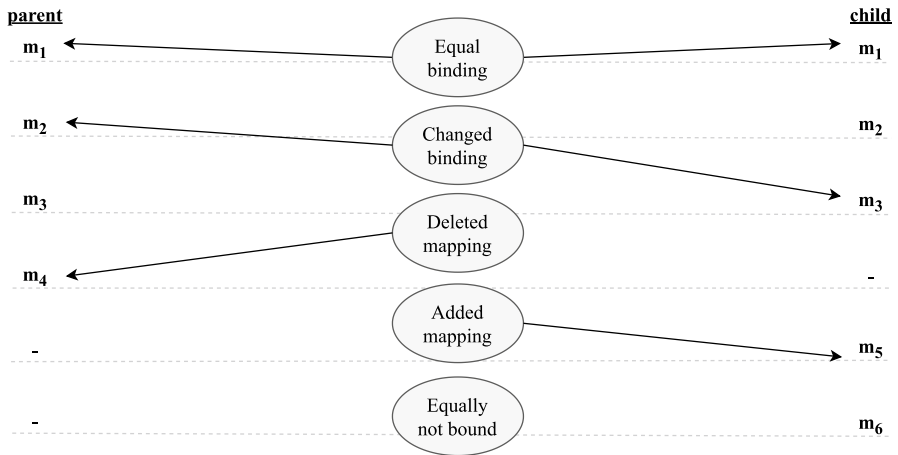 parent child
m1 Equal binding m1
m2 Changed binding m2
m3 m3
Deleted mapping
m4 -
Added mapping
- m5
- Equally not bound m6